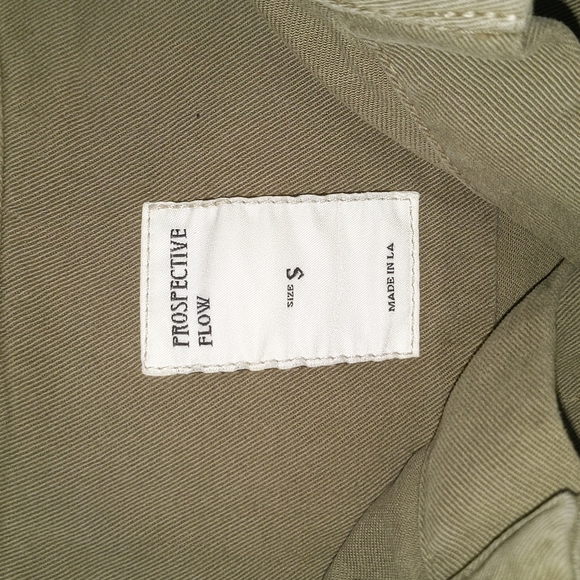 PROSPECTIVE
FLOW
SIZE S
MADE IN LA